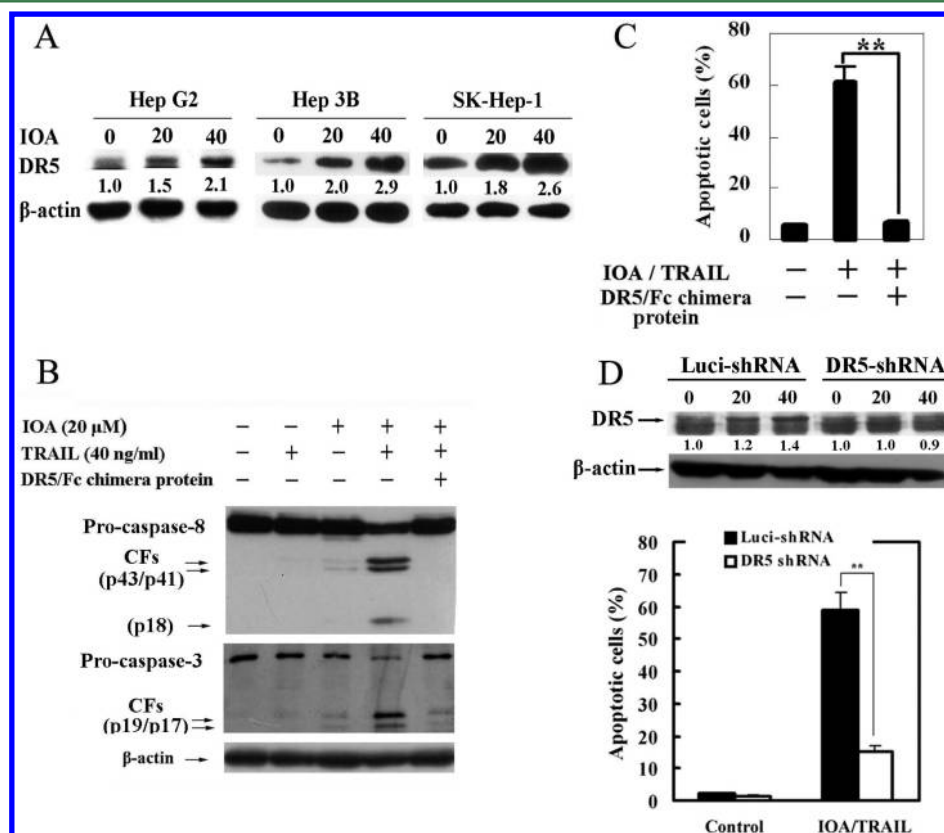 A
Hep G2 Hep 3B SK-Hep-1
IOA 0 20 40 0 20 40 0 20 40
DR5
1.0 1.5 2.1 1.0 2.0 2.9 1.0 1.8 2.6
β-actin
B
IOA (20 μM) – – + + +
TRAIL (40 ng/ml) – + – + +
DR5/Fc chimera protein – – – – +
Pro-caspase-8
CFs
(p43/p41)
(p18)
Pro-caspase-3
CFs
(p19/p17)
β-actin
C
Apoptotic cells (%)
80
60
40
20
0
**
IOA / TRAIL – + +
DR5/Fc chimera
protein – – +
D
Luci-shRNA DR5-shRNA
0 20 40 0 20 40
DR5
1.0 1.2 1.4 1.0 1.0 0.9
β-actin
Apoptotic cells (%)
80
70
60
50
40
30
20
10
0
Luci-shRNA
DR5 shRNA
**
Control IOA/TRAIL